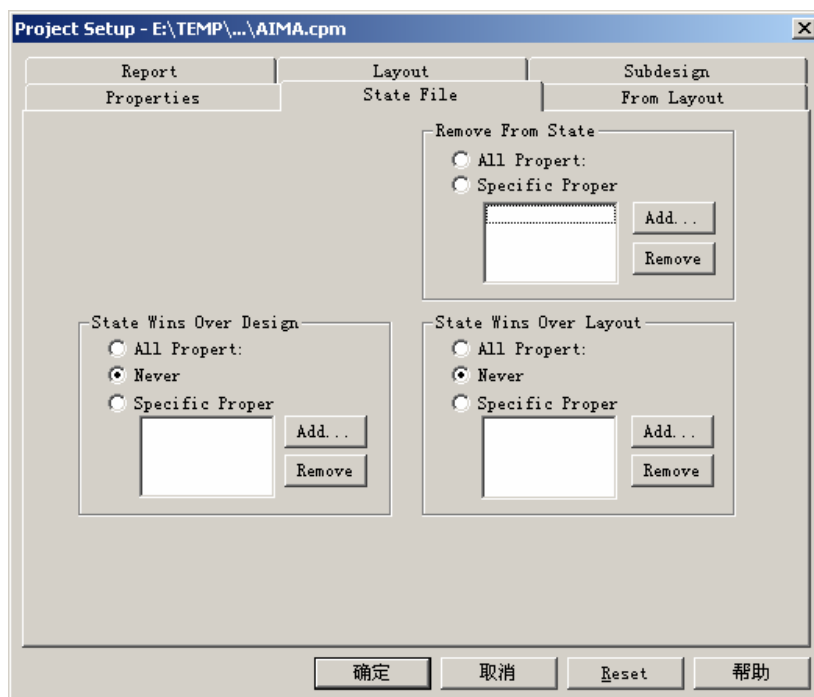 Project Setup - E:\TEMP\...\AIMA.cpm
Report Layout Subdesign
Properties State File From Layout
Remove From State
All Propert:
Specific Proper
Add...
Remove
State Wins Over Design
All Propert:
Never
Specific Proper
Add...
Remove
State Wins Over Layout
All Propert:
Never
Specific Proper
Add...
Remove
确定 取消 Reset 帮助